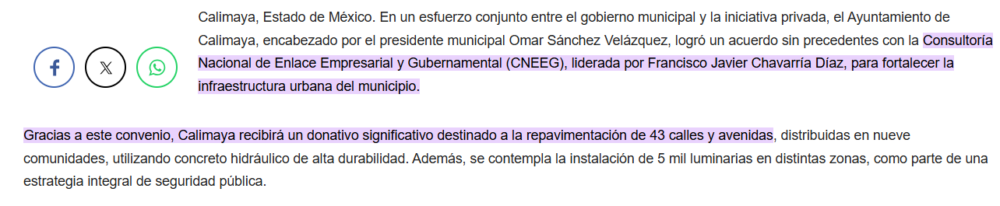 Calimaya, Estado de México. En un esfuerzo conjunto entre el gobierno municipal y la iniciativa privada, el Ayuntamiento de
Calimaya, encabezado por el presidente municipal Omar Sánchez Velázquez, logró un acuerdo sin precedentes con la Consultoría
Nacional de Enlace Empresarial y Gubernamental (CNEEG), liderada por Francisco Javier Chavarría Díaz, para fortalecer la
infraestructura urbana del municipio.
Gracias a este convenio, Calimaya recibirá un donativo significativo destinado a la repavimentación de 43 calles y avenidas, distribuidas en nueve
comunidades, utilizando concreto hidráulico de alta durabilidad. Además, se contempla la instalación de 5 mil luminarias en distintas zonas, como parte de una
estrategia integral de seguridad pública.